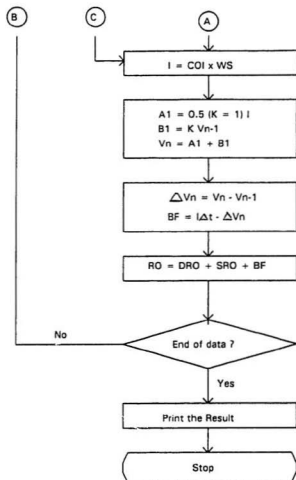 B C A
I = COI x WS
A1 = 0.5 (K = 1) I
B1 = K Vn-1
Vn = A1 + B1
△Vn = Vn - Vn-1
BF = I△t - △Vn
RO = DRO + SRO + BF
No
End of data ?
Yes
Print the Result
Stop